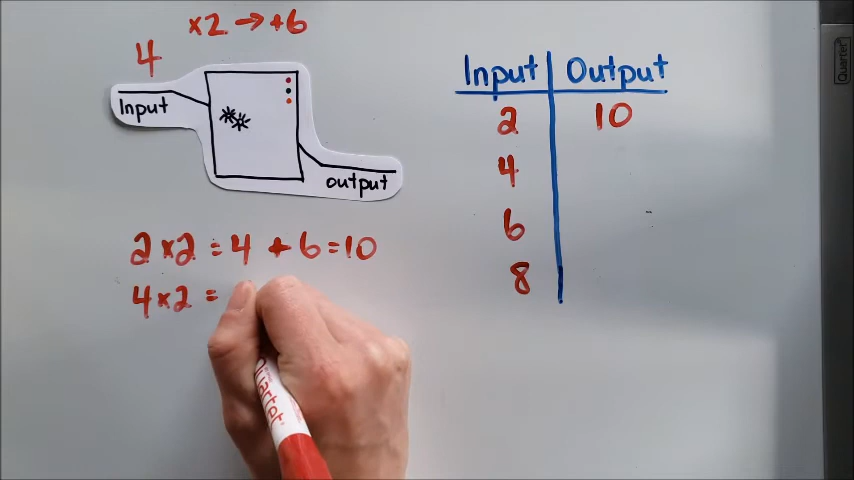 ×2 → +6
4
Input
output
2 ×2 = 4 + 6 = 10
4 ×2 =
Input Output
2 10
4
6
8
Quartet
Quartet